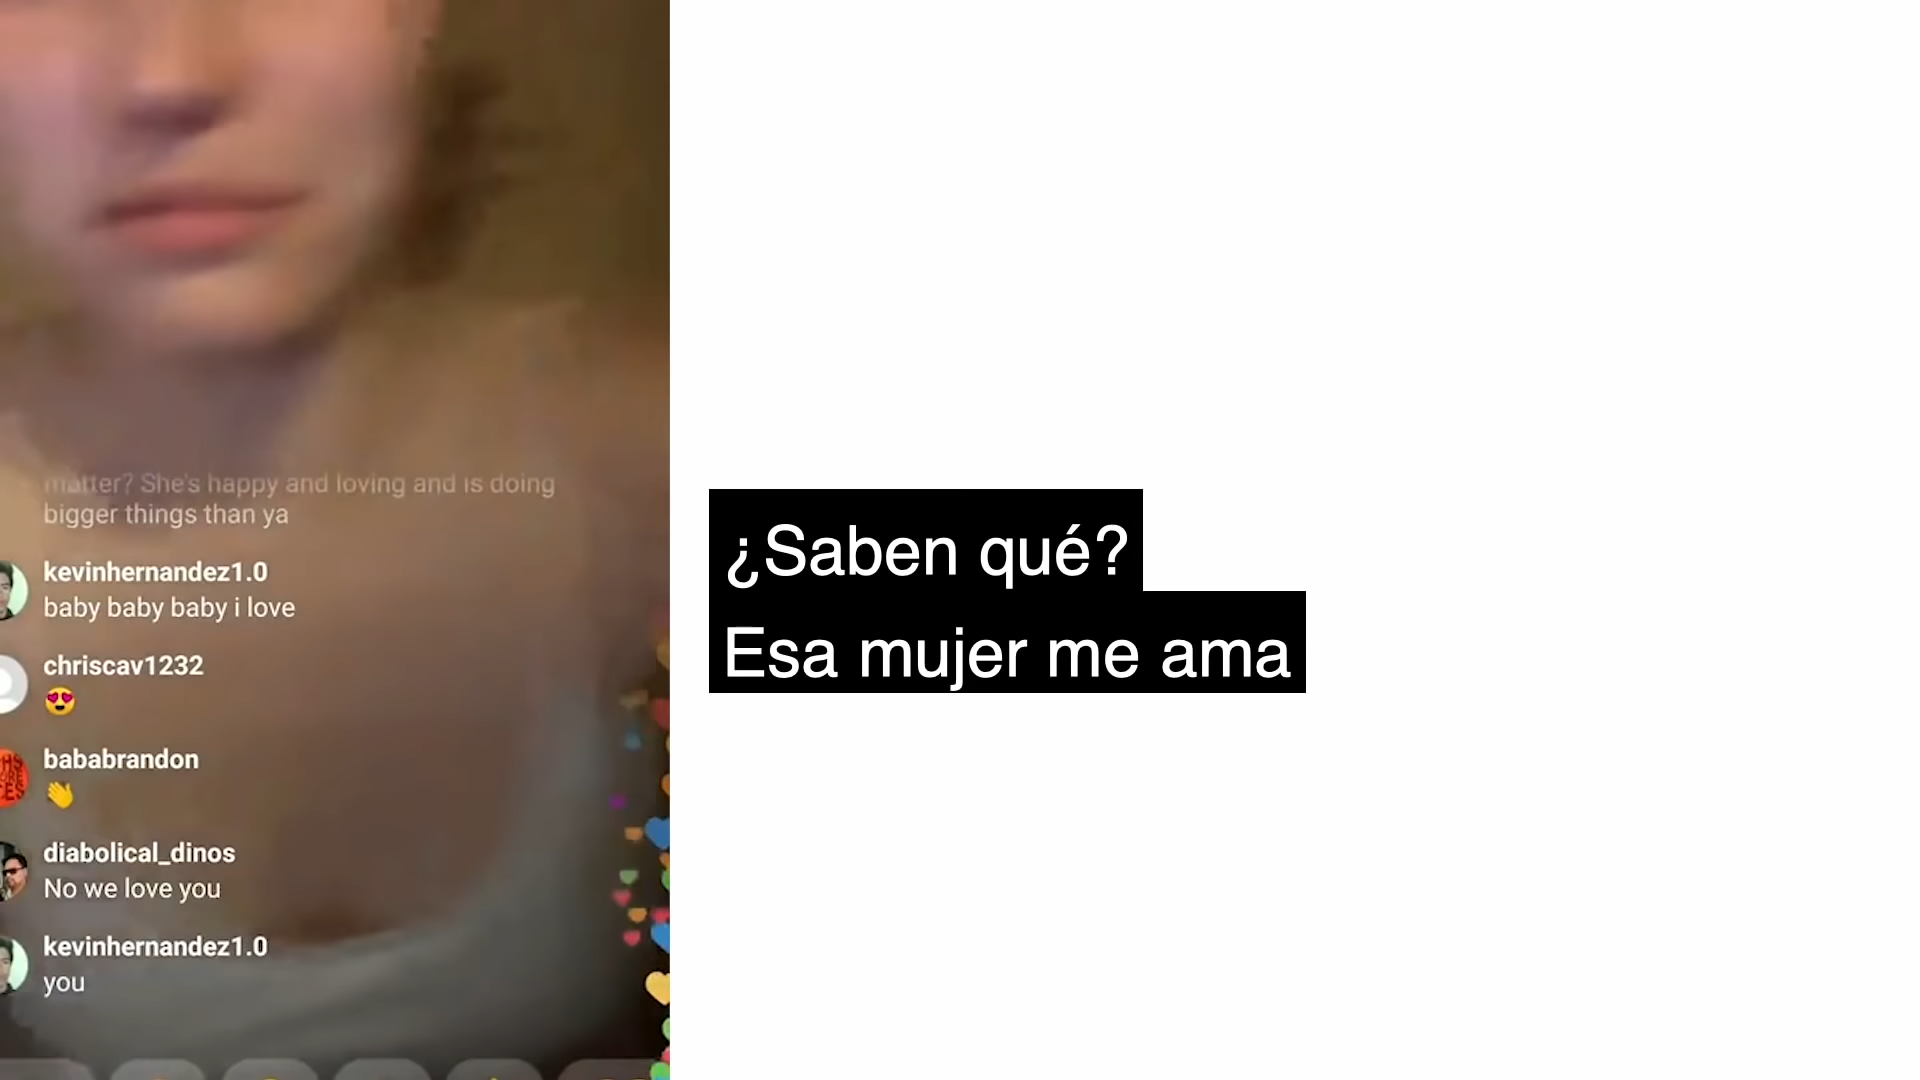 matter? She's happy and loving and is doing
bigger things than ya
kevinhernandez1.0
baby baby baby i love
chriscav1232
😍
bababrandon
👏
diabolical_dinos
No we love you
kevinhernandez1.0
you
¿Saben qué?
Esa mujer me ama